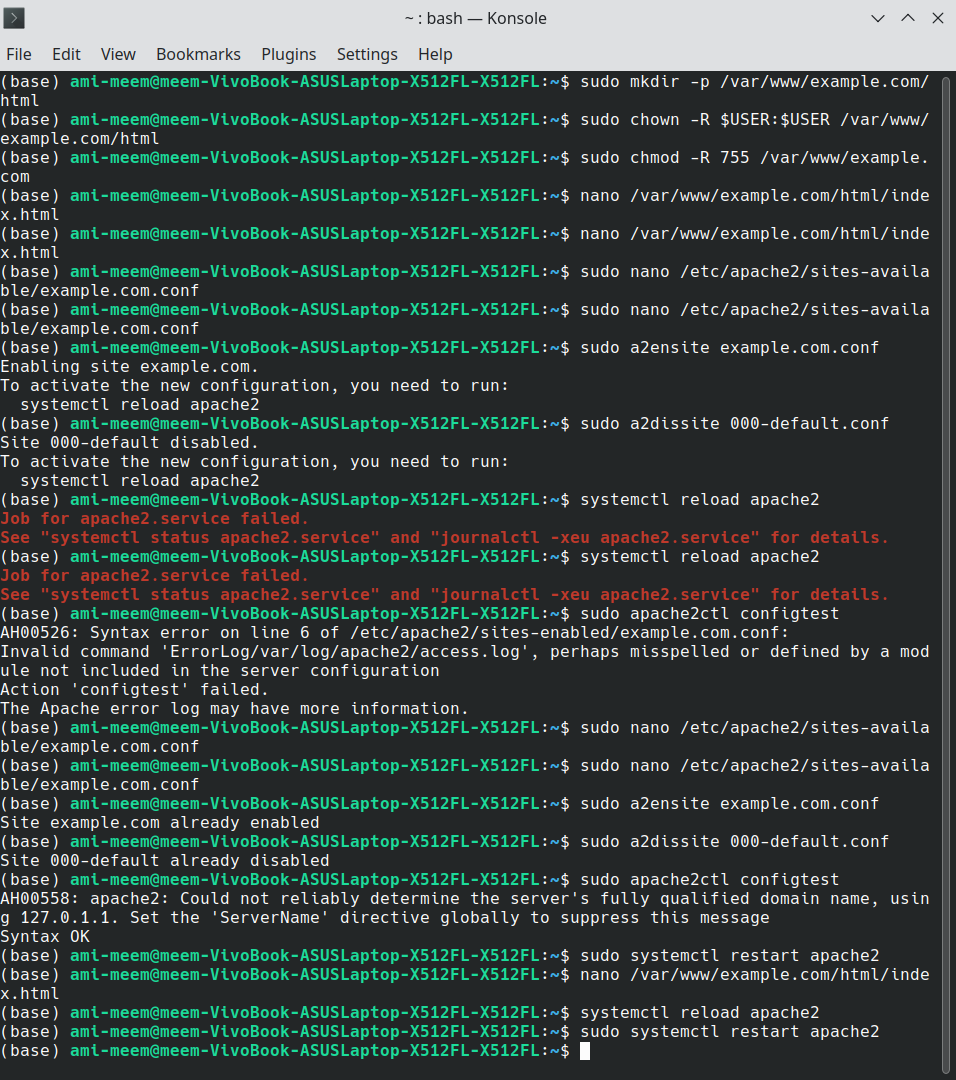 ~ : bash — Konsole
File Edit View Bookmarks Plugins Settings Help
(base) ami-meem@meem-VivoBook-ASUSLaptop-X512FL-X512FL:~$ sudo mkdir -p /var/www/example.com/
html
(base) ami-meem@meem-VivoBook-ASUSLaptop-X512FL-X512FL:~$ sudo chown -R $USER:$USER /var/www/
example.com/html
(base) ami-meem@meem-VivoBook-ASUSLaptop-X512FL-X512FL:~$ sudo chmod -R 755 /var/www/example.
com
(base) ami-meem@meem-VivoBook-ASUSLaptop-X512FL-X512FL:~$ nano /var/www/example.com/html/inde
x.html
(base) ami-meem@meem-VivoBook-ASUSLaptop-X512FL-X512FL:~$ nano /var/www/example.com/html/inde
x.html
(base) ami-meem@meem-VivoBook-ASUSLaptop-X512FL-X512FL:~$ sudo nano /etc/apache2/sites-availa
ble/example.com.conf
(base) ami-meem@meem-VivoBook-ASUSLaptop-X512FL-X512FL:~$ sudo nano /etc/apache2/sites-availa
ble/example.com.conf
(base) ami-meem@meem-VivoBook-ASUSLaptop-X512FL-X512FL:~$ sudo a2ensite example.com.conf
Enabling site example.com.
To activate the new configuration, you need to run:
  systemctl reload apache2
(base) ami-meem@meem-VivoBook-ASUSLaptop-X512FL-X512FL:~$ sudo a2dissite 000-default.conf
Site 000-default disabled.
To activate the new configuration, you need to run:
  systemctl reload apache2
(base) ami-meem@meem-VivoBook-ASUSLaptop-X512FL-X512FL:~$ systemctl reload apache2
Job for apache2.service failed.
See "systemctl status apache2.service" and "journalctl -xeu apache2.service" for details.
(base) ami-meem@meem-VivoBook-ASUSLaptop-X512FL-X512FL:~$ systemctl reload apache2
Job for apache2.service failed.
See "systemctl status apache2.service" and "journalctl -xeu apache2.service" for details.
(base) ami-meem@meem-VivoBook-ASUSLaptop-X512FL-X512FL:~$ sudo apache2ctl configtest
AH00526: Syntax error on line 6 of /etc/apache2/sites-enabled/example.com.conf:
Invalid command 'ErrorLog/var/log/apache2/access.log', perhaps misspelled or defined by a mod
ule not included in the server configuration
Action 'configtest' failed.
The Apache error log may have more information.
(base) ami-meem@meem-VivoBook-ASUSLaptop-X512FL-X512FL:~$ sudo nano /etc/apache2/sites-availa
ble/example.com.conf
(base) ami-meem@meem-VivoBook-ASUSLaptop-X512FL-X512FL:~$ sudo nano /etc/apache2/sites-availa
ble/example.com.conf
(base) ami-meem@meem-VivoBook-ASUSLaptop-X512FL-X512FL:~$ sudo a2ensite example.com.conf
Site example.com already enabled
(base) ami-meem@meem-VivoBook-ASUSLaptop-X512FL-X512FL:~$ sudo a2dissite 000-default.conf
Site 000-default already disabled
(base) ami-meem@meem-VivoBook-ASUSLaptop-X512FL-X512FL:~$ sudo apache2ctl configtest
AH00558: apache2: Could not reliably determine the server's fully qualified domain name, usin
g 127.0.1.1. Set the 'ServerName' directive globally to suppress this message
Syntax OK
(base) ami-meem@meem-VivoBook-ASUSLaptop-X512FL-X512FL:~$ sudo systemctl restart apache2
(base) ami-meem@meem-VivoBook-ASUSLaptop-X512FL-X512FL:~$ nano /var/www/example.com/html/inde
x.html
(base) ami-meem@meem-VivoBook-ASUSLaptop-X512FL-X512FL:~$ systemctl reload apache2
(base) ami-meem@meem-VivoBook-ASUSLaptop-X512FL-X512FL:~$ sudo systemctl restart apache2
(base) ami-meem@meem-VivoBook-ASUSLaptop-X512FL-X512FL:~$